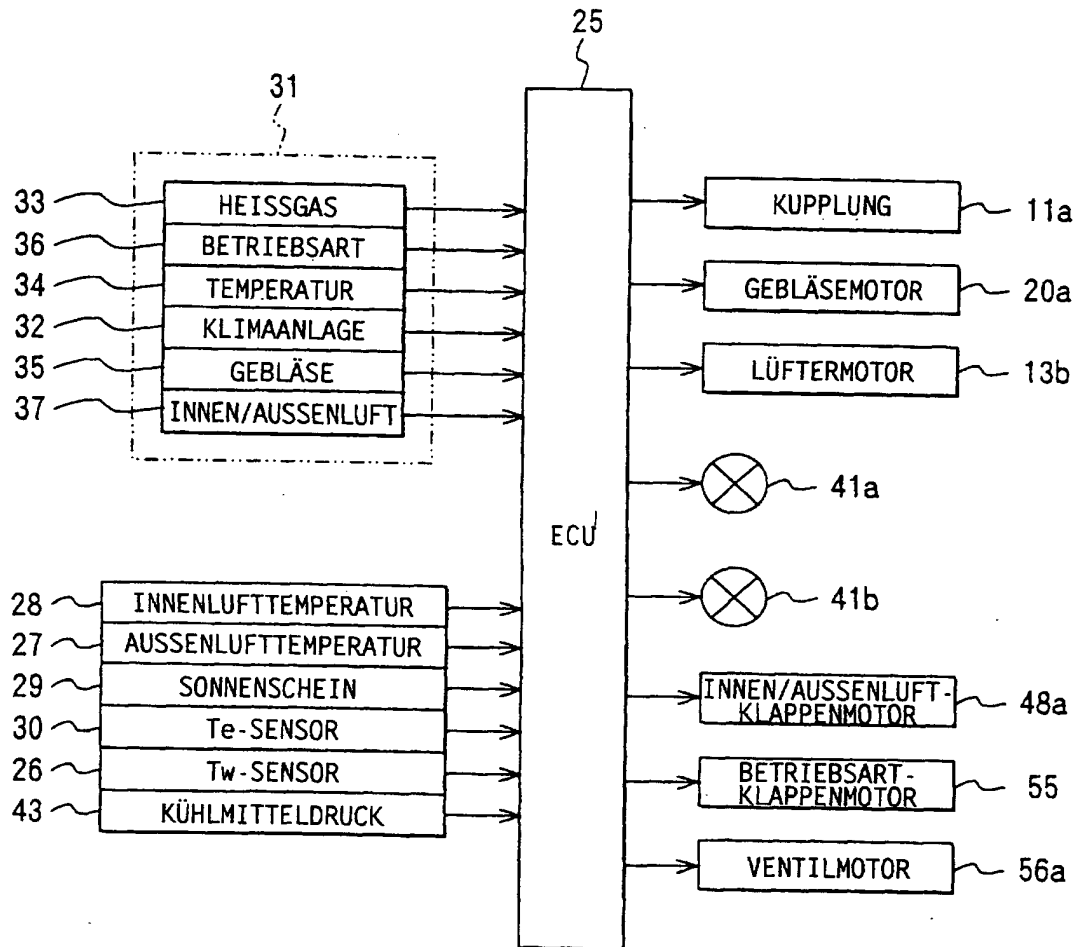 25
31
33 HEISSGAS
36 BETRIEBSART
34 TEMPERATUR
32 KLIMAANLAGE
35 GEBLÄSE
37 INNEN/AUSSENLUFT
28 INNENLUFTTEMPERATUR
27 AUSSENLUFTTEMPERATUR
29 SONNENSCHEIN
30 Te-SENSOR
26 Tw-SENSOR
43 KÜHLMITTELDRUCK
ECU
KUPPLUNG 11a
GEBLÄSEMOTOR 20a
LÜFTERMOTOR 13b
41a
41b
INNEN/AUSSENLUFT-
KLAPPENMOTOR 48a
BETRIEBSART-
KLAPPENMOTOR 55
VENTILMOTOR 56a